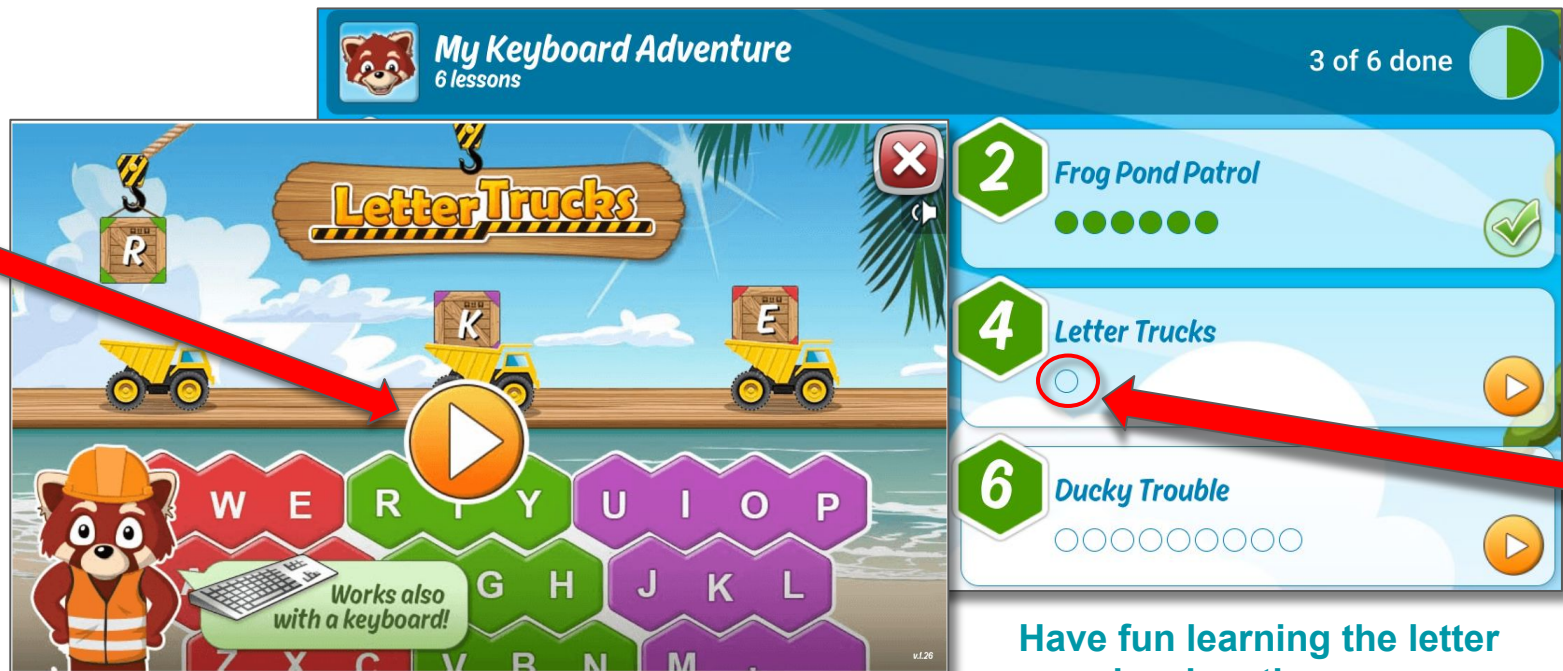 My Keyboard Adventure
6 lessons
3 of 6 done
Letter Trucks
R
K
E
W E R T Y U I O P
G H J K L
Works also
with a keyboard!
Z X C V B N M .
v.1.26
2
Frog Pond Patrol
4
Letter Trucks
6
Ducky Trouble
Have fun learning the letter